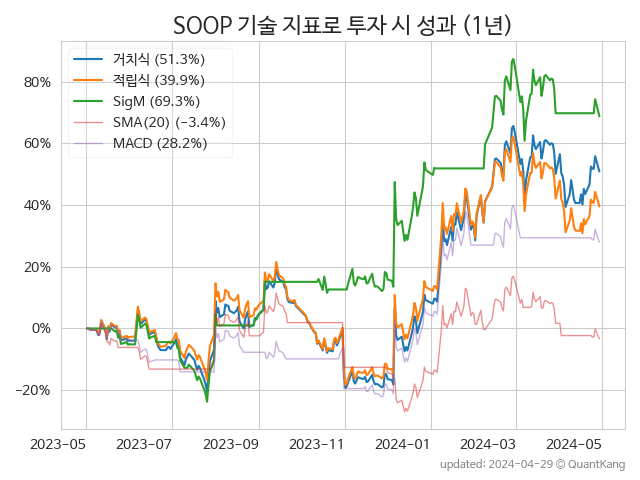 SOOP 기술 지표로 투자 시 성과 (1년)
거치식 (51.3%)
적립식 (39.9%)
SigM (69.3%)
SMA(20) (-3.4%)
MACD (28.2%)
80%
60%
40%
20%
0%
−20%
2023-05 2023-07 2023-09 2023-11 2024-01 2024-03 2024-05
updated: 2024-04-29 © QuantKang